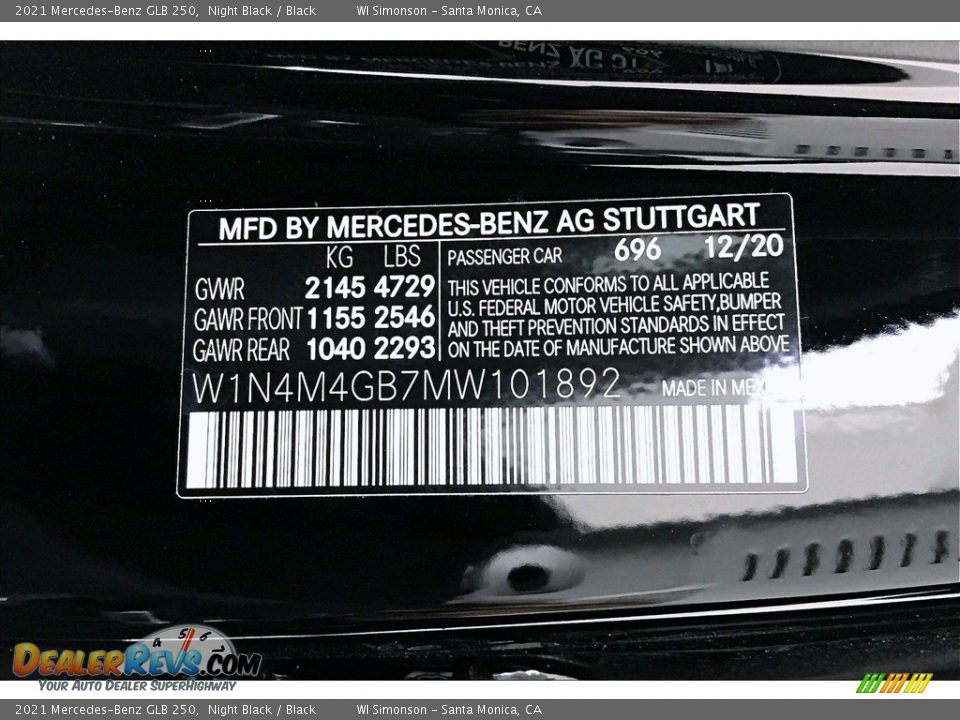 2021 Mercedes-Benz GLB 250, Night Black / Black WI Simonson - Santa Monica, CA
MFD BY MERCEDES-BENZ AG STUTTGART
KG LBS
GVWR 2145 4729
GAWR FRONT 1155 2546
GAWR REAR 1040 2293
PASSENGER CAR 696 12/20
THIS VEHICLE CONFORMS TO ALL APPLICABLE
U.S. FEDERAL MOTOR VEHICLE SAFETY,BUMPER
AND THEFT PREVENTION STANDARDS IN EFFECT
ON THE DATE OF MANUFACTURE SHOWN ABOVE
W1N4M4GB7MW101892 MADE IN
4 5 6
DEALERREVS.COM
YOUR AUTO DEALER SUPERHIGHWAY
2021 Mercedes-Benz GLB 250, Night Black / Black WI Simonson - Santa Monica, CA